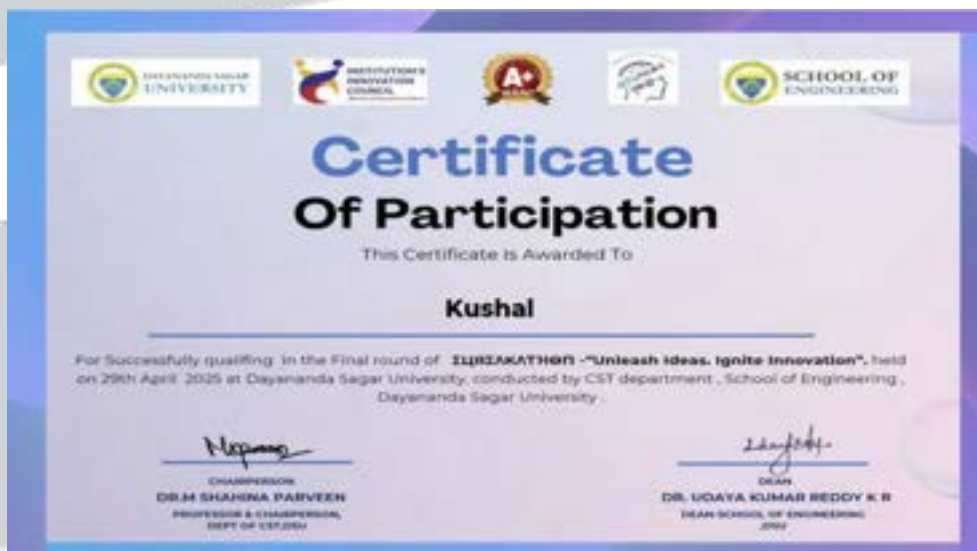 DAYANANDA SAGAR
UNIVERSITY
INSTITUTION'S
INNOVATION
COUNCIL
A+
SCHOOL OF
ENGINEERING
Certificate
Of Participation
This Certificate Is Awarded To
Kushal
For Successfully qualifing in the Final round of -"Unleash Ideas. Ignite Innovation". held
on 29th April 2025 at Dayananda Sagar University, conducted by CST department , School of Engineering ,
Dayananda Sagar University .
CHAIRPERSON
DR.M SHAHINA PARVEEN
PROFESSOR & CHAIRPERSON,
DEPT OF CST,DSU
DEAN
DR. UDAYA KUMAR REDDY K R
DEAN-SCHOOL OF ENGINEERING
,DSU